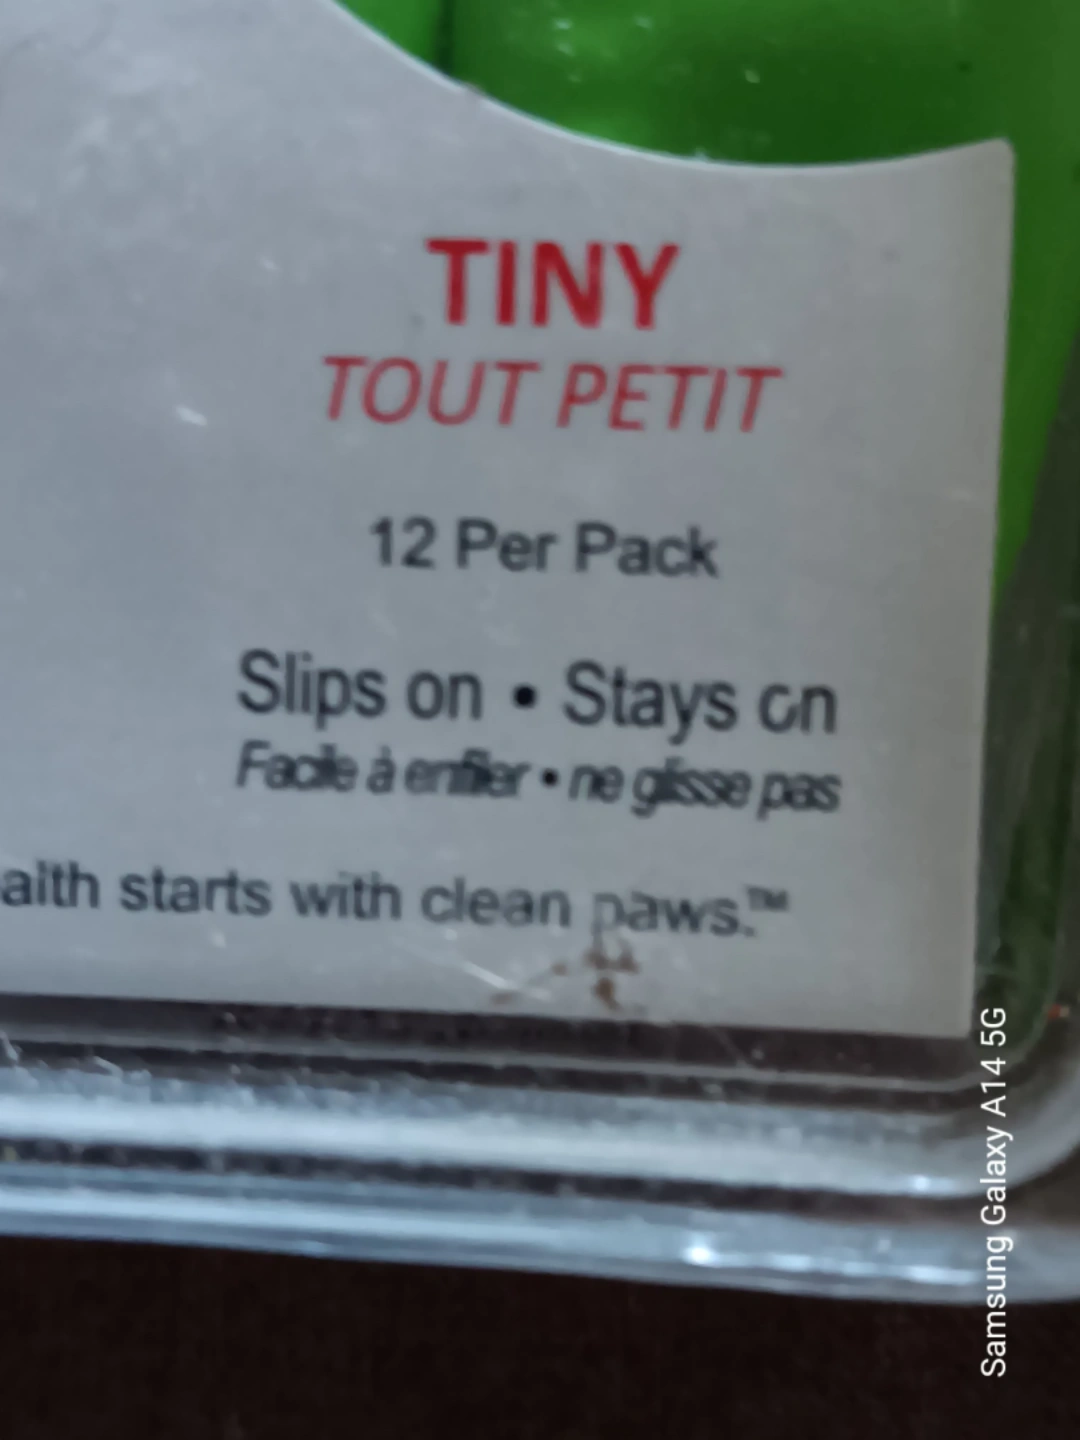 TINY
TOUT PETIT
12 Per Pack
Slips on • Stays on
Facile à enfiler • ne glisse pas
alth starts with clean paws.™
Samsung Galaxy A14 5G